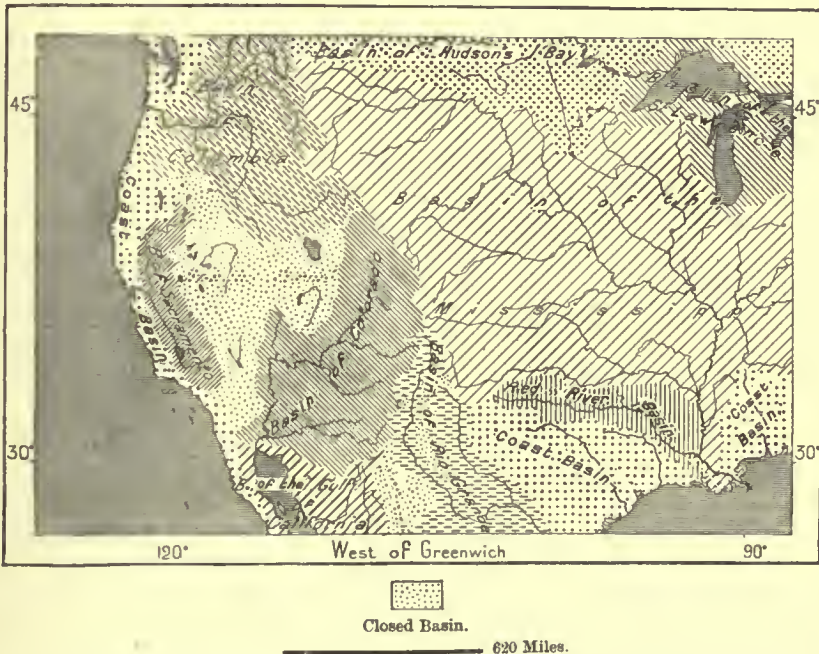 Basin of Hudson's Bay
45°
45°
Basin of the
Lawrence
Columbia
Coast
Basin
Basin of the
Mississippi
B. of Sacramento
Basin of Colorado
Basin of Rio Grande
Red River Basin
Coast Basin
Coast
Basin.
30°
30°
B. of the Gulf
of
California
120°
West of Greenwich
90°
Closed Basin.
620 Miles.